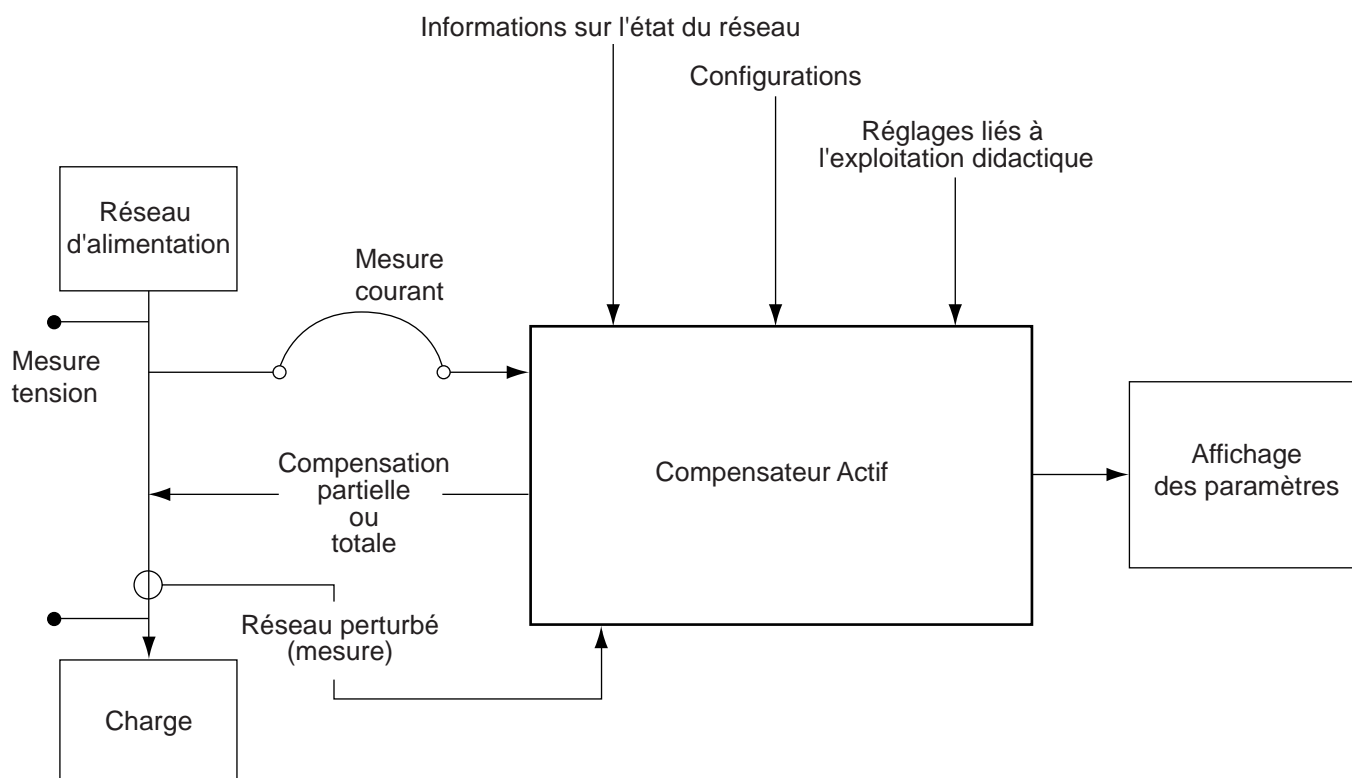 Informations sur l'état du réseau
Configurations
Réglages liés à
l'exploitation didactique
Réseau
d'alimentation
Mesure
courant
Mesure
tension
Compensation
partielle
ou
totale
Compensateur Actif
Affichage
des paramètres
Réseau perturbé
(mesure)
Charge